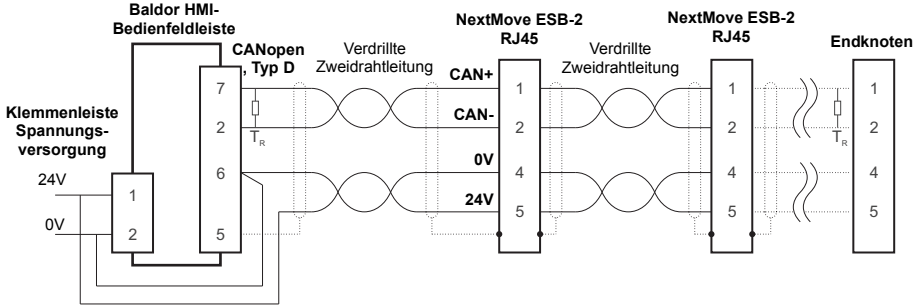 Baldor HMI-
Bedienfeldleiste
CANopen
, Typ D
Verdrillte
Zweidrahtleitung
NextMove ESB-2
RJ45
Verdrillte
Zweidrahtleitung
NextMove ESB-2
RJ45
Endknoten
Klemmenleiste
Spannungs-
versorgung
24V
0V
1
2
7
2
6
5
TR
CAN+
CAN-
0V
24V
1
2
4
5
1
2
4
5
TR
1
2
4
5